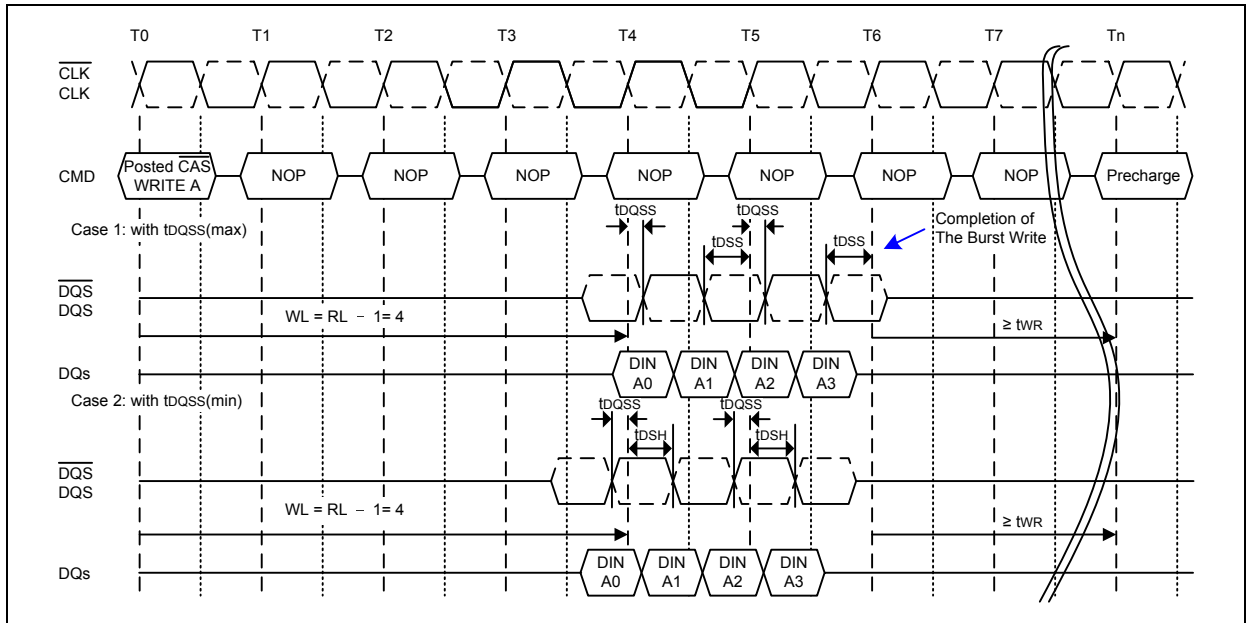 T0 T1 T2 T3 T4 T5 T6 T7 Tn
CLK
CLK
CMD
Posted CAS
WRITE A
NOP NOP NOP NOP NOP NOP NOP Precharge
Case 1: with tDQSS(max)
tDQSS tDQSS
tDSS tDSS
Completion of
The Burst Write
DQS
DQS
WL = RL − 1= 4
≥ tWR
DQs
DIN
A0
DIN
A1
DIN
A2
DIN
A3
Case 2: with tDQSS(min)
tDQSS tDQSS
tDSH tDSH
DQS
DQS
WL = RL − 1= 4
≥ tWR
DQs
DIN
A0
DIN
A1
DIN
A2
DIN
A3